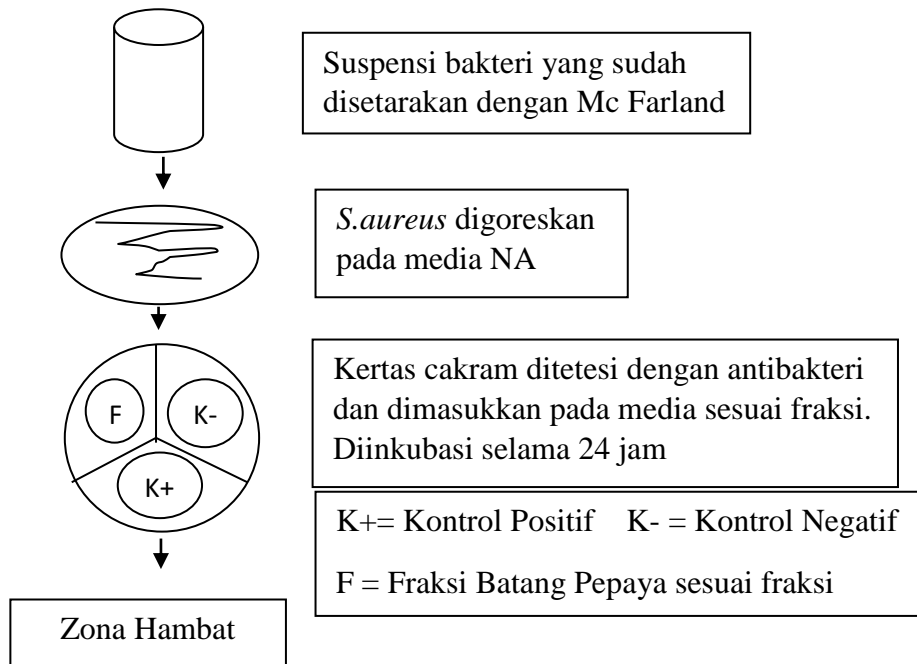 Suspensi bakteri yang sudah
disetarakan dengan Mc Farland
S.aureus digoreskan
pada media NA
Kertas cakram ditetesi dengan antibakteri
dan dimasukkan pada media sesuai fraksi.
Diinkubasi selama 24 jam
F
K-
K+
K+= Kontrol Positif K- = Kontrol Negatif
F = Fraksi Batang Pepaya sesuai fraksi
Zona Hambat